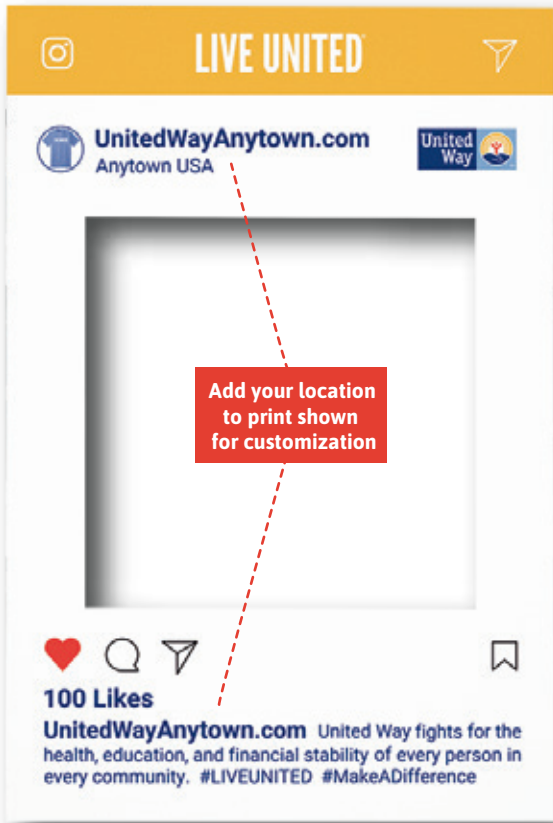 LIVE UNITED
UnitedWayAnytown.com
Anytown USA
United
Way
Add your location
to print shown
for customization
100 Likes
UnitedWayAnytown.com United Way fights for the
health, education, and financial stability of every person in
every community. #LIVEUNITED #MakeADifference